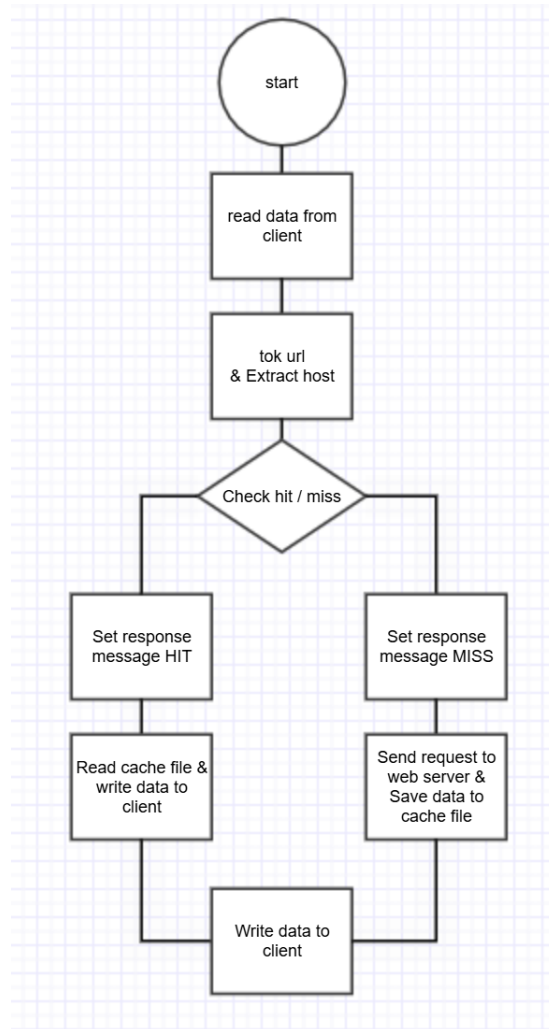 start
read data from
client
tok url
& Extract host
Check hit / miss
Set response
message HIT
Set response
message MISS
Read cache file &
write data to
client
Send request to
web server &
Save data to
cache file
Write data to
client